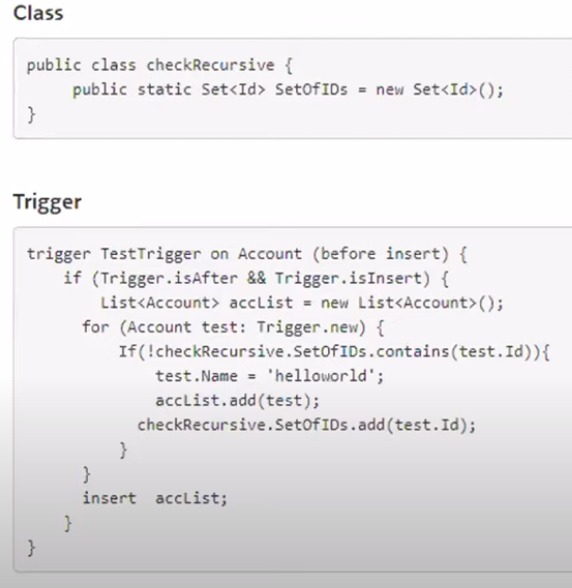 Class
public class checkRecursive {
public static Set<Id> SetOfIDs = new Set<Id>();
}
Trigger
trigger TestTrigger on Account (before insert) {
if (Trigger.isAfter && Trigger.isInsert) {
List<Account> accList = new List<Account>();
for (Account test: Trigger.new) {
If(!checkRecursive.SetOfIDs.contains(test.Id)){
test.Name = 'helloworld';
accList.add(test);
checkRecursive.SetOfIDs.add(test.Id);
}
}
insert  accList;
}
}